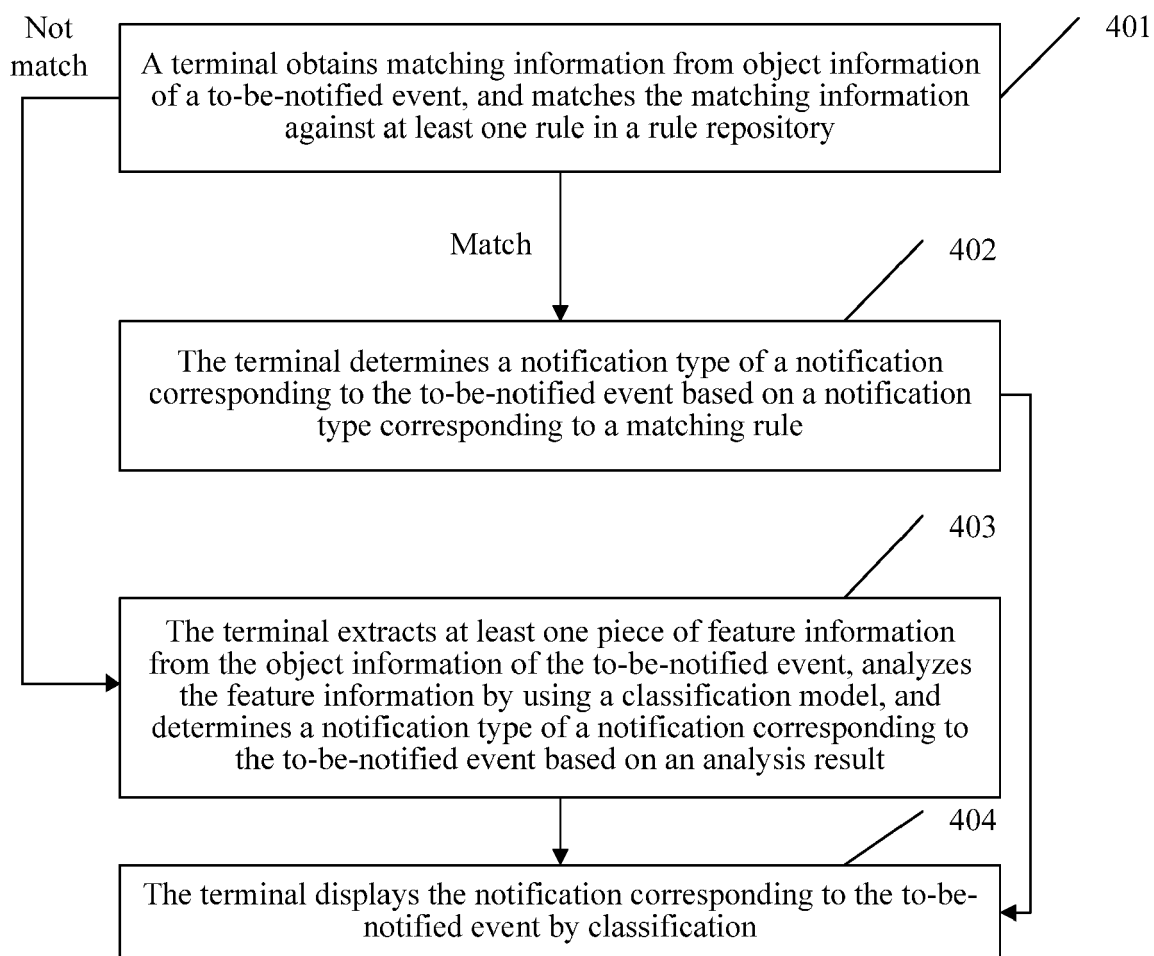 Not
match
401
A terminal obtains matching information from object information
of a to-be-notified event, and matches the matching information
against at least one rule in a rule repository
Match
402
The terminal determines a notification type of a notification
corresponding to the to-be-notified event based on a notification
type corresponding to a matching rule
403
The terminal extracts at least one piece of feature information
from the object information of the to-be-notified event, analyzes
the feature information by using a classification model, and
determines a notification type of a notification corresponding to
the to-be-notified event based on an analysis result
404
The terminal displays the notification corresponding to the to-be-
notified event by classification